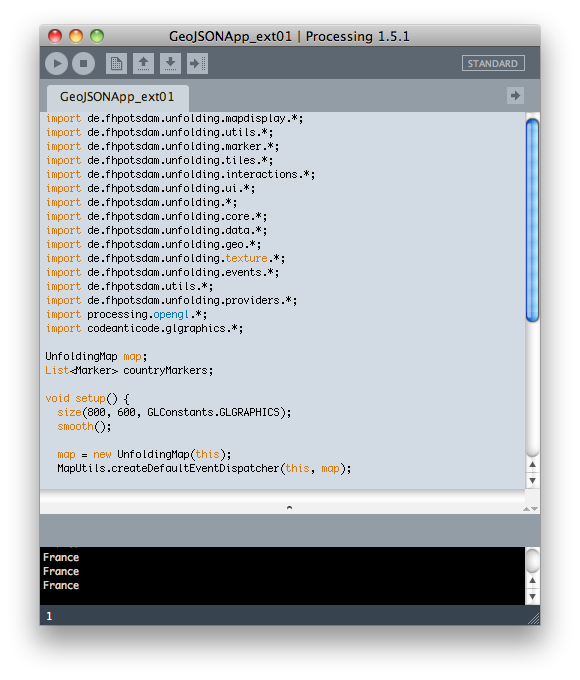 GeoJSONApp_ext01 | Processing 1.5.1
STANDARD
GeoJSONApp_ext01
import de.fhpotsdam.unfolding.mapdisplay.*;
import de.fhpotsdam.unfolding.utils.*;
import de.fhpotsdam.unfolding.marker.*;
import de.fhpotsdam.unfolding.tiles.*;
import de.fhpotsdam.unfolding.interactions.*;
import de.fhpotsdam.unfolding.ui.*;
import de.fhpotsdam.unfolding.*;
import de.fhpotsdam.unfolding.core.*;
import de.fhpotsdam.unfolding.data.*;
import de.fhpotsdam.unfolding.geo.*;
import de.fhpotsdam.unfolding.texture.*;
import de.fhpotsdam.unfolding.events.*;
import de.fhpotsdam.utils.*;
import de.fhpotsdam.unfolding.providers.*;
import processing.opengl.*;
import codeanticode.glgraphics.*;
UnfoldingMap map;
List<Marker> countryMarkers;
void setup() {
size(800, 600, GLConstants.GLGRAPHICS);
smooth();
map = new UnfoldingMap(this);
MapUtils.createDefaultEventDispatcher(this, map);
France
France
France
1